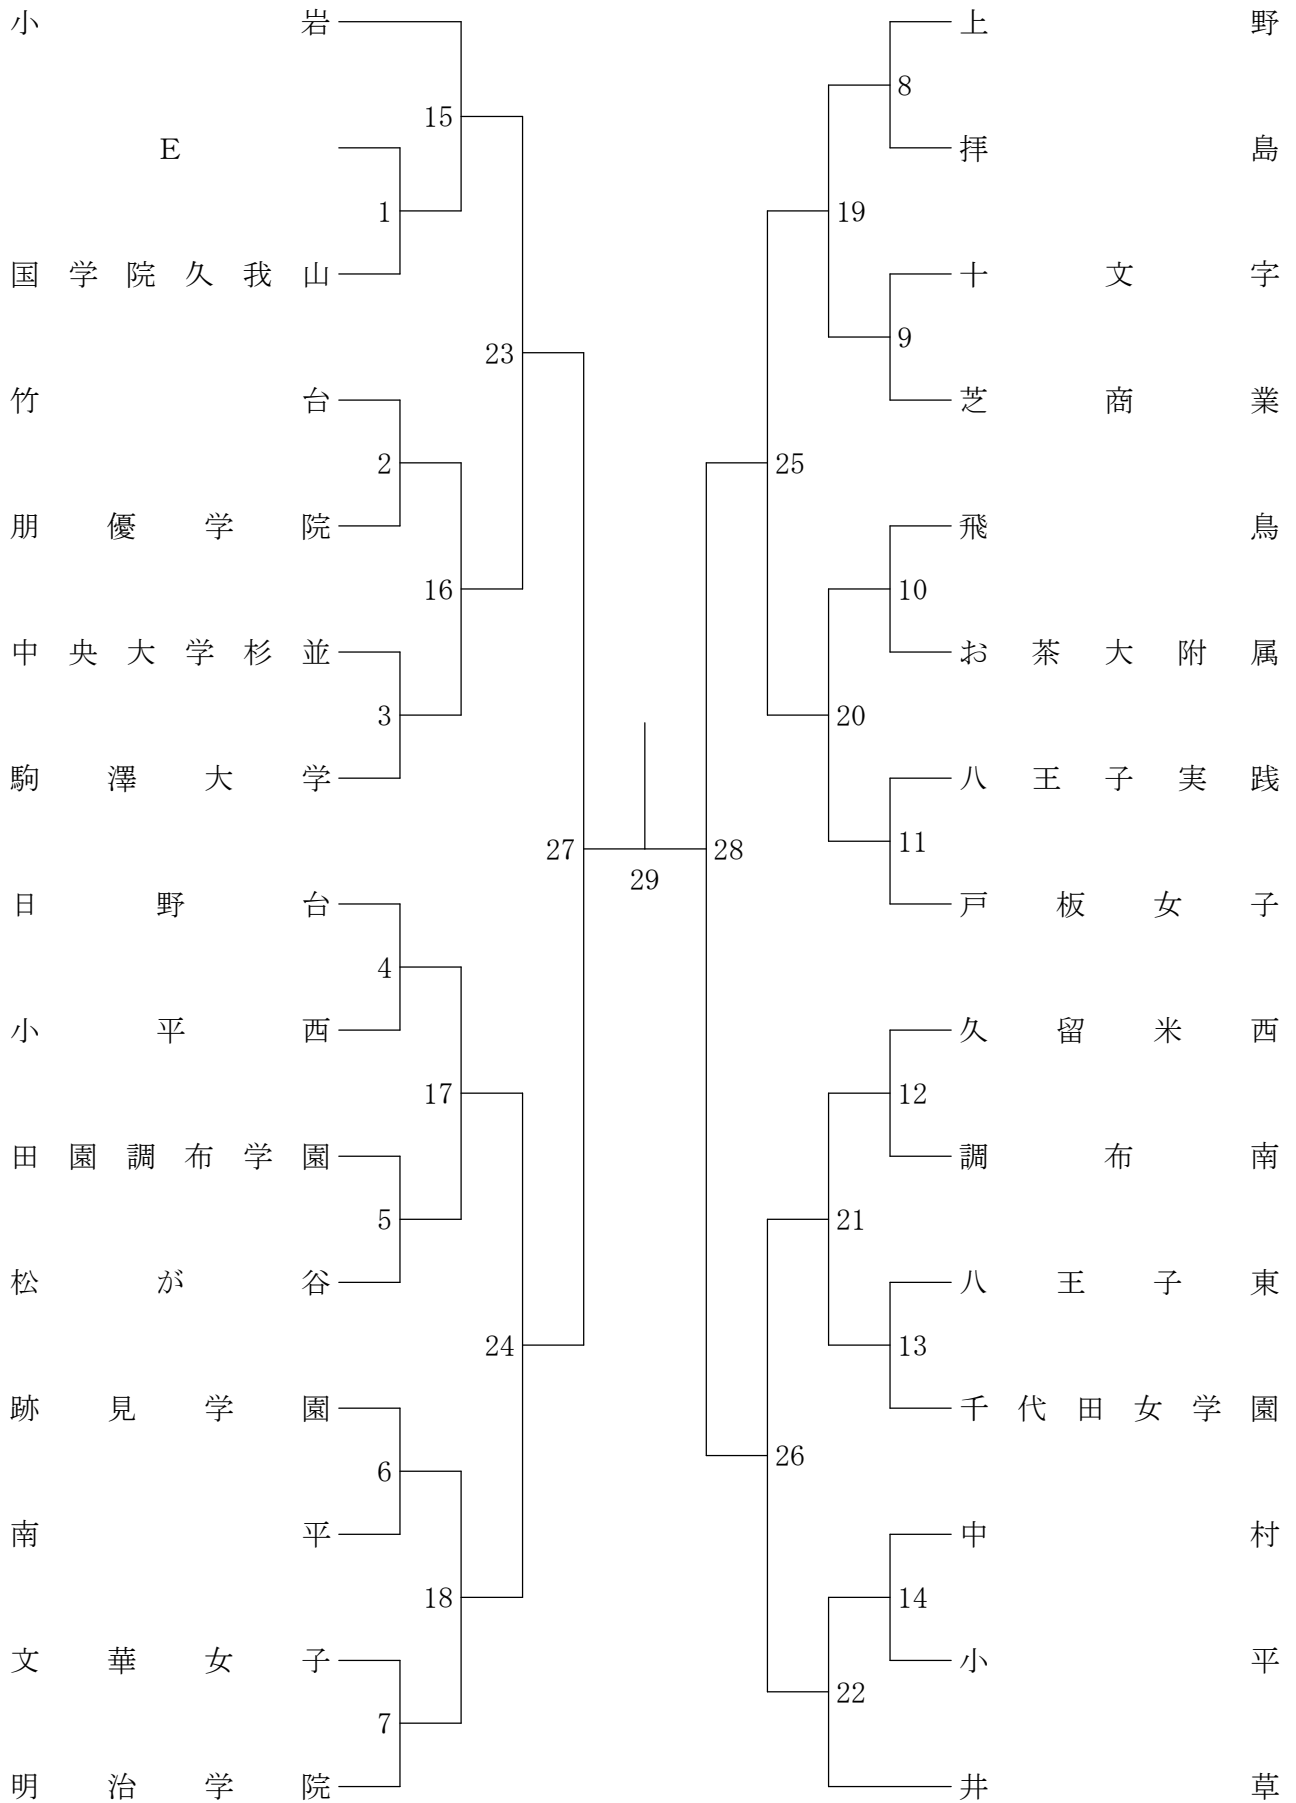 小岩
15
E
1
国学院久我山
23
竹台
2
朋優学院
16
中央大学杉並
3
駒澤大学
27
日野台
4
小平西
17
田園調布学園
5
松が谷
24
跡見学園
6
南平
18
文華女子
7
明治学院
29
上野
8
拝島
19
十文字
9
芝商業
25
飛鳥
10
お茶大附属
20
八王子実践
11
戸板女子
28
久留米西
12
調布南
21
八王子東
13
千代田女学園
26
中村
14
小平
22
井草